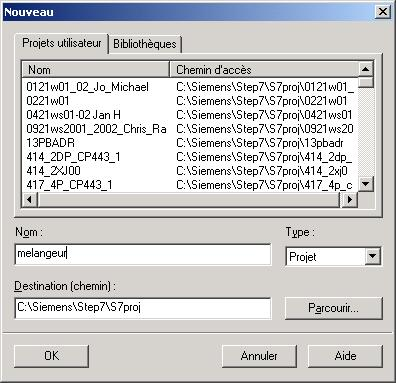 Nouveau
Projets utilisateur Bibliothèques
Nom Chemin d'accès
0121w01_02_Jo_Michael C:\Siemens\Step7\S7proj\0121w01_
0221w01 C:\Siemens\Step7\S7proj\0221w01
0421ws01-02 Jan H C:\Siemens\Step7\S7proj\0421ws01
0921ws2001_2002_Chris_Ra C:\Siemens\Step7\S7proj\0921ws20
13PBADR C:\Siemens\Step7\S7proj\13pbadr
414_2DP_CP443_1 C:\Siemens\Step7\S7proj\414_2dp_
414_2XJ00 C:\Siemens\Step7\S7proj\414_2xj0
417_4P_CP443_1 C:\Siemens\Step7\S7proj\417_4p_c
Nom : Type :
melangeur Projet
Destination (chemin) :
C:\Siemens\Step7\S7proj Parcourir...
OK Annuler Aide